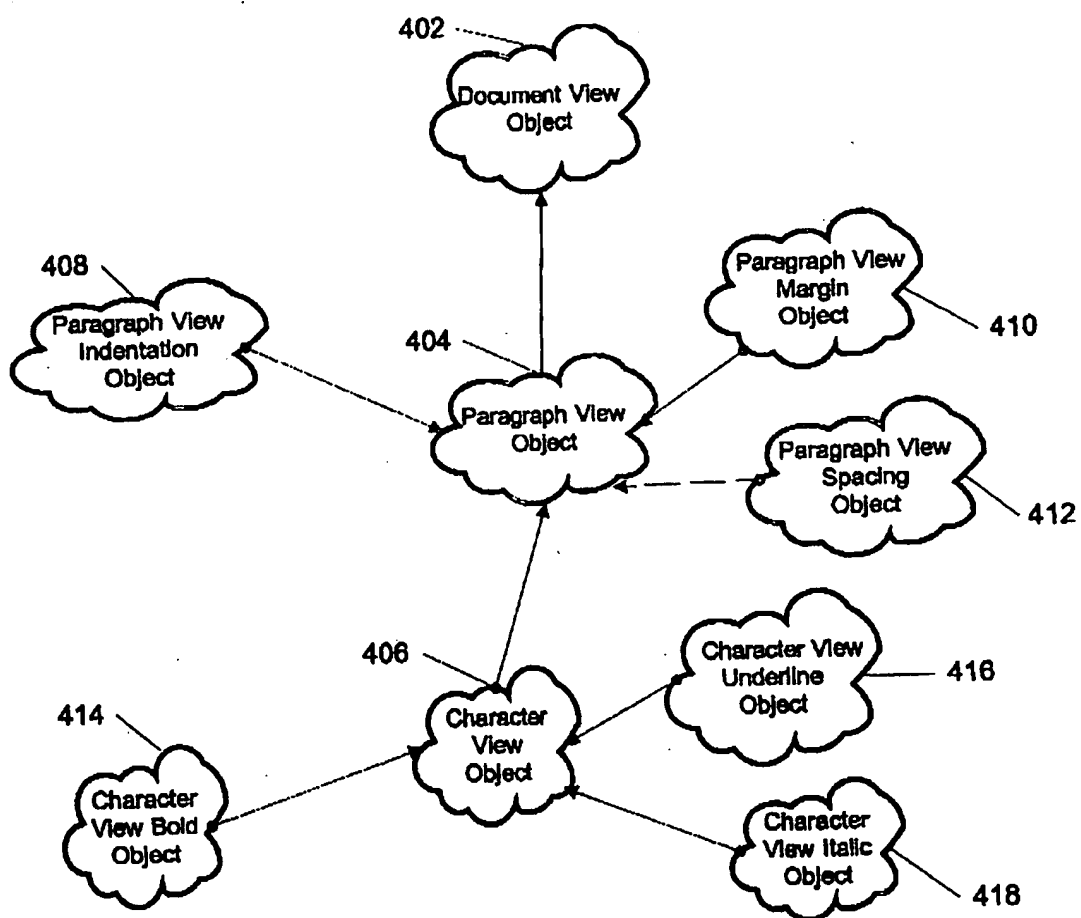 402
Document View
Object
408
Paragraph View
Indentation
Object
404
Paragraph View
Object
Paragraph View
Margin
Object
410
Paragraph View
Spacing
Object
412
406
Character
View
Object
Character View
Underline
Object
416
414
Character
View Bold
Object
Character
View Italic
Object
418